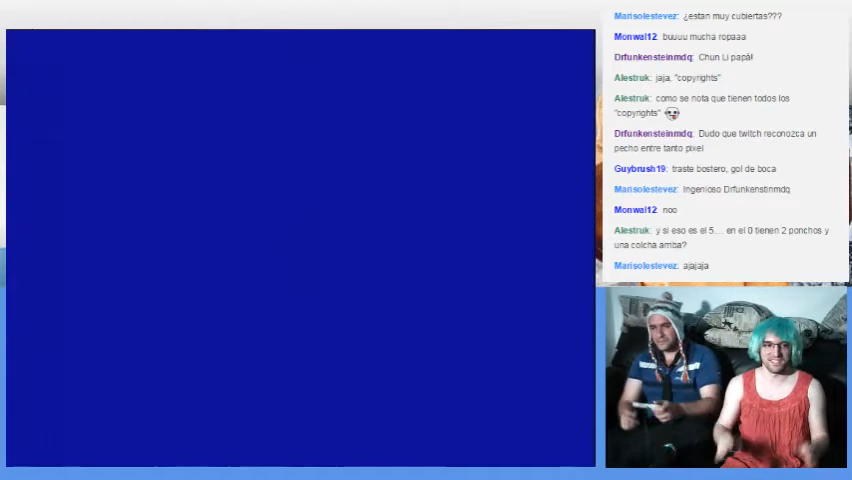 Marisolestevez: ¿estan muy cubiertas???
Monwal12: buuuu mucha ropaaa
Drfunkensteinmdq: Chun Li papá!
Alestruk: jaja, "copyrights"
Alestruk: como se nota que tienen todos los
"copyrights"
Drfunkensteinmdq: Dudo que twitch reconozca un
pecho entre tanto pixel
Guybrush19: traste bostero, gol de boca
Marisolestevez: Ingenioso Drfunkenstinmdq
Monwal12: noo
Alestruk: y si eso es el 5.... en el 0 tienen 2 ponchos y
una colcha arriba?
Marisolestevez: ajajaja